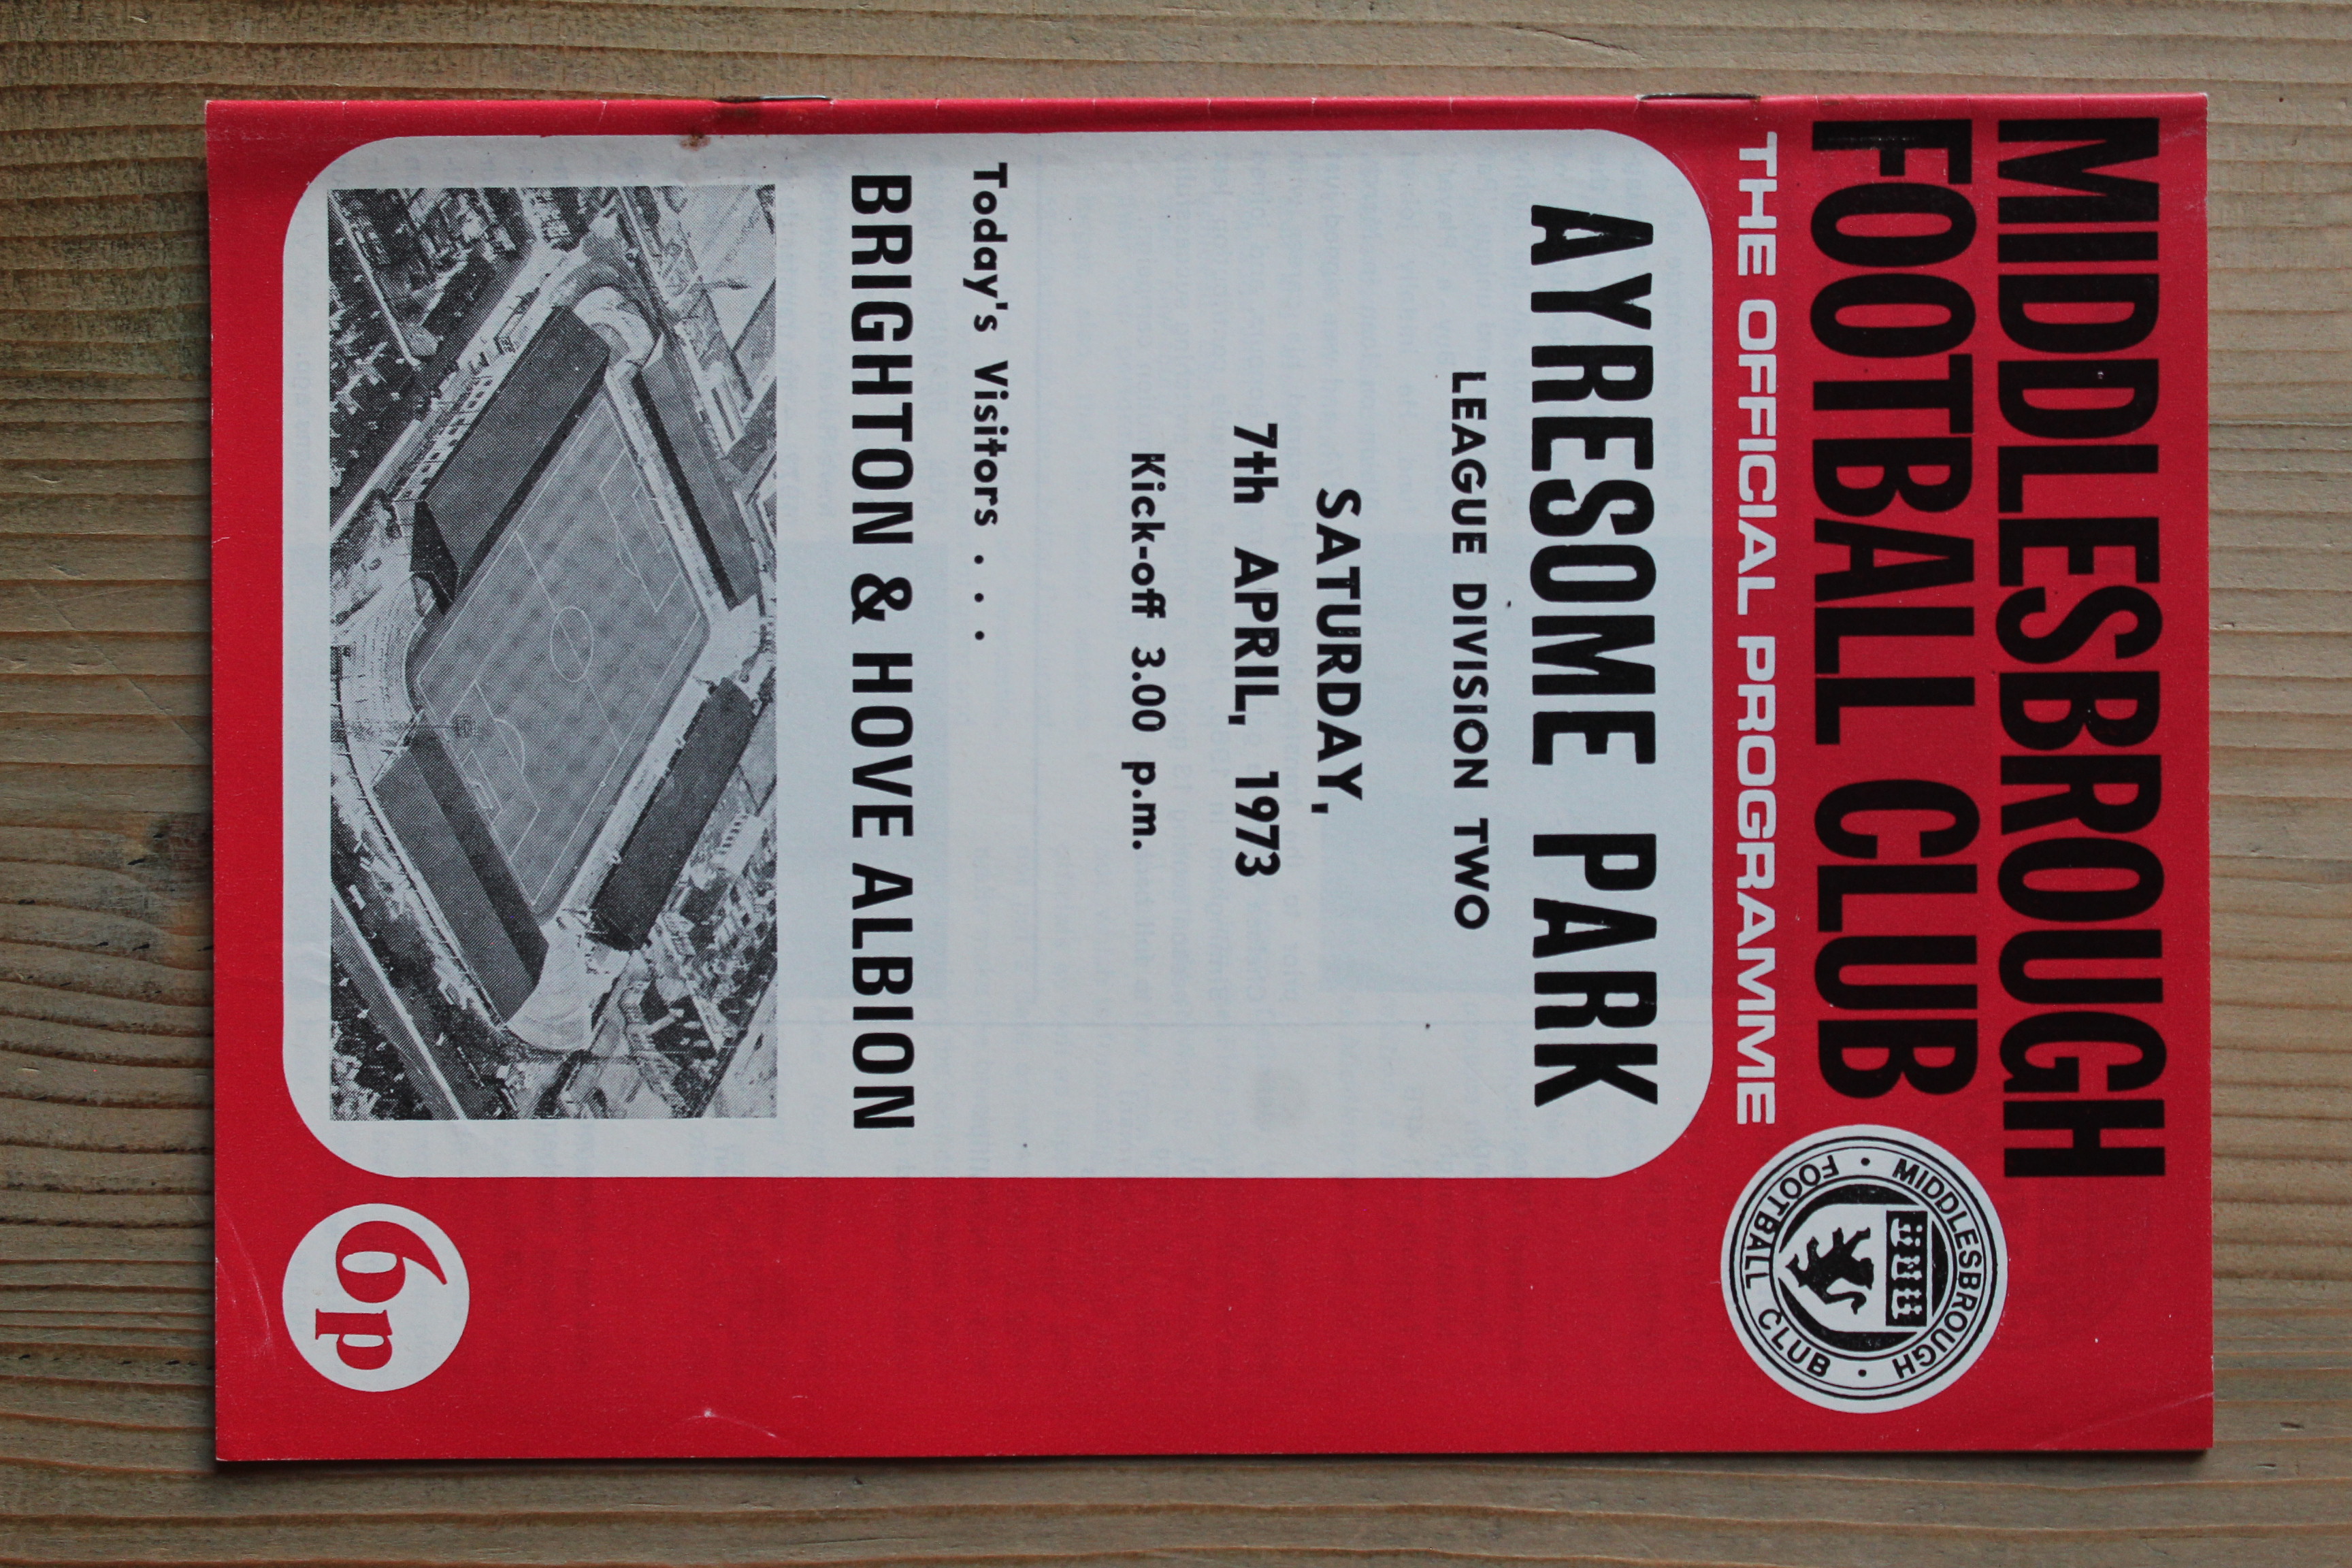 MIDDLESBROUGH
FOOTBALL CLUB
THE OFFICIAL PROGRAMME
MIDDLESBROUGH • FOOTBALL CLUB •
AYRESOME PARK
LEAGUE DIVISION TWO
SATURDAY,
7th APRIL, 1973
Kick-off 3.00 p.m.
Today's Visitors . . .
BRIGHTON & HOVE ALBION
6p